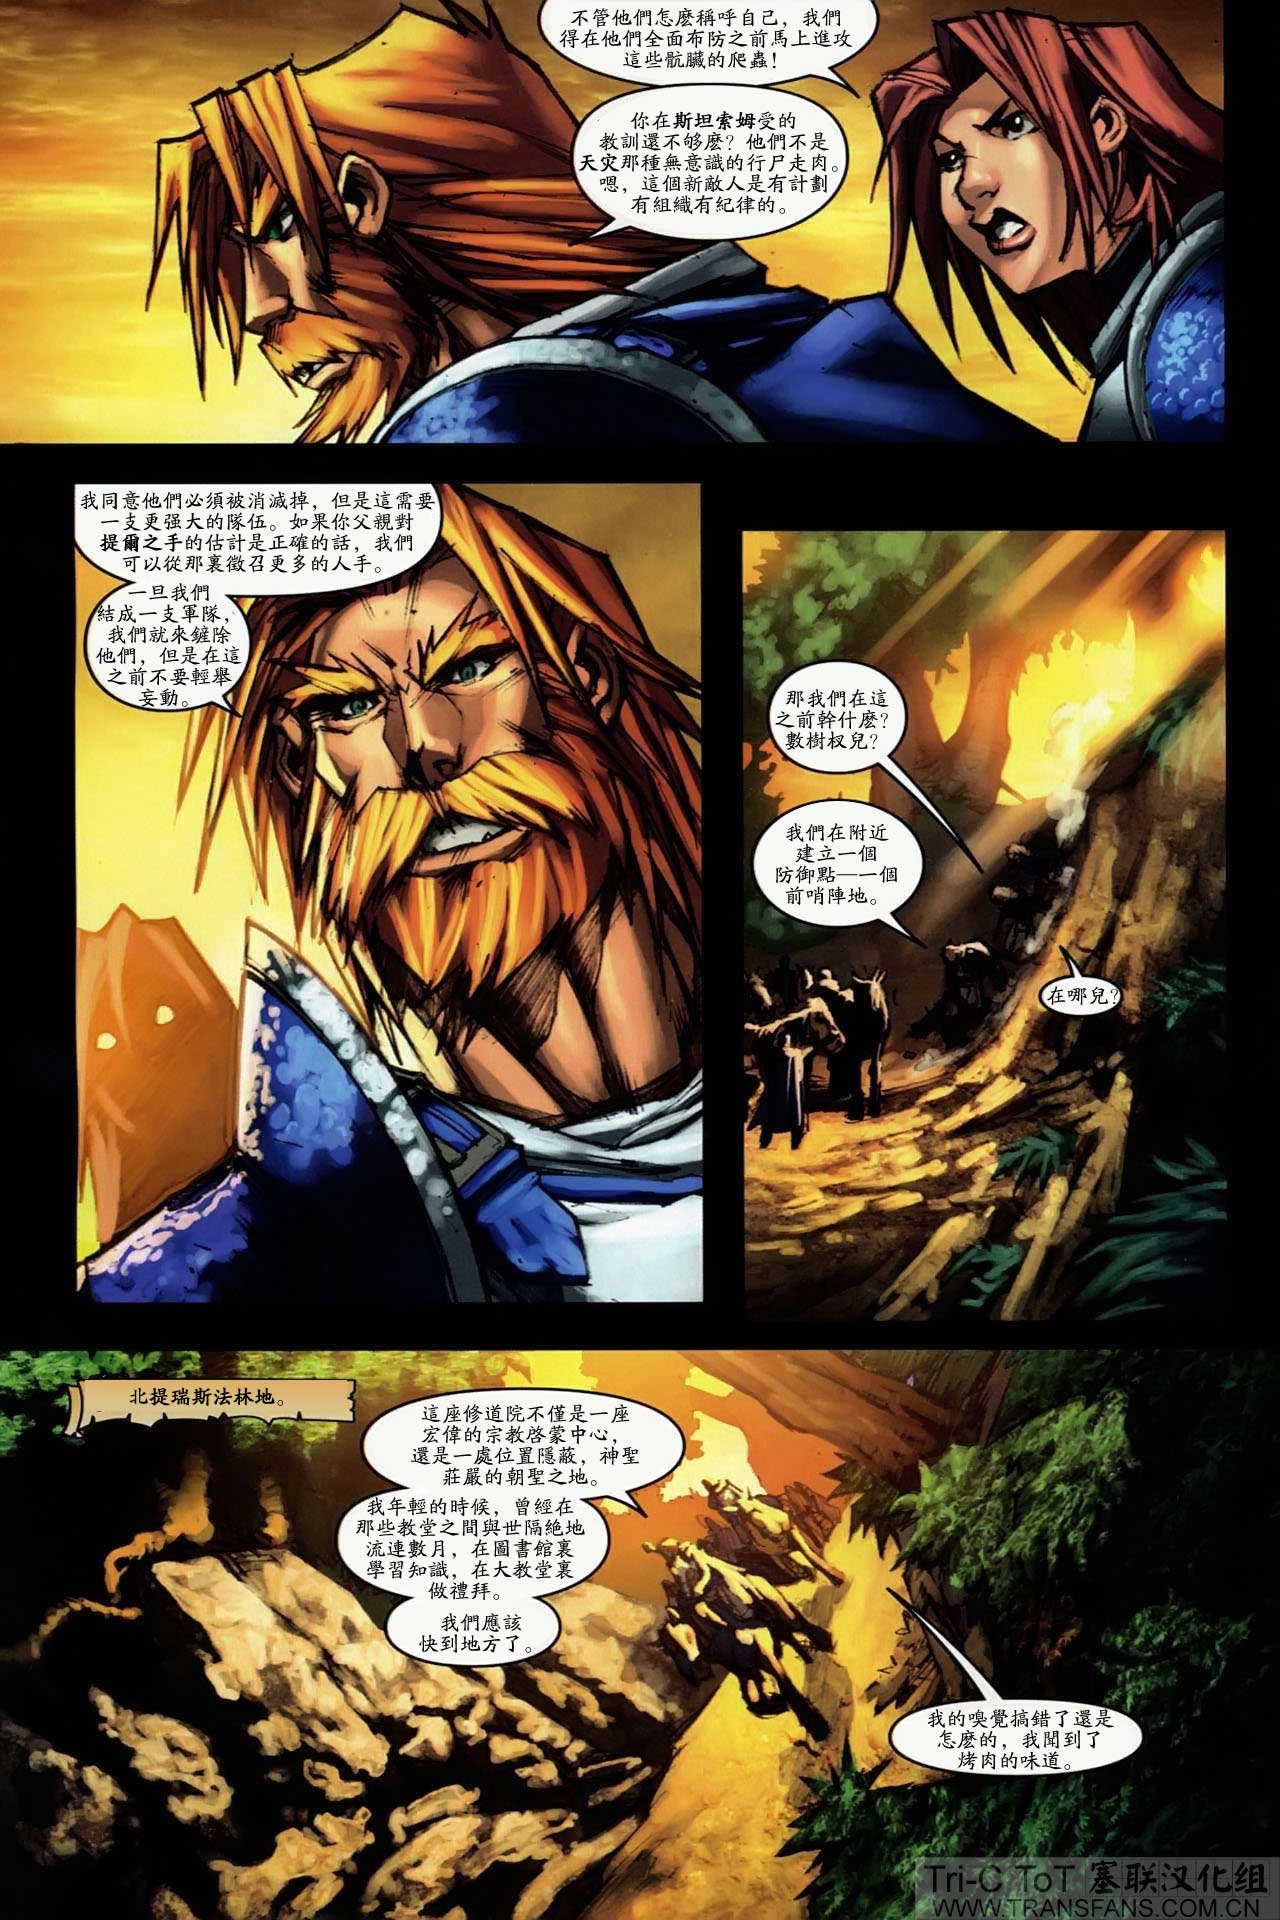 不管他們怎麽稱呼自己，我們
得在他們全面布防之前馬上進攻
這些骯臟的爬蟲！
你在斯坦索姆受的
教訓還不够麽？他們不是
天灾那種無意識的行尸走肉。
嗯，這個新敵人是有計劃
有組織有紀律的。
我同意他們必須被消滅掉，但是這需要
一支更强大的隊伍。如果你父親對
提爾之手的估計是正確的話，我們
可以從那裏徵召更多的人手。
一旦我們
結成一支軍隊，
我們就來鏟除
他們，但是在這
之前不要輕舉
妄動。
那我們在這
之前幹什麽？
數樹杈兒？
我們在附近
建立一個
防御點—一個
前哨陣地。
在哪兒？
北提瑞斯法林地。
這座修道院不僅是一座
宏偉的宗教啓蒙中心，
還是一處位置隱蔽，神聖
莊嚴的朝聖之地。
我年輕的時候，曾經在
那些教堂之間與世隔絶地
流連數月，在圖書館裏
學習知識，在大教堂裏
做禮拜。
我們應該
快到地方了。
我的嗅覺搞錯了還是
怎麽的，我聞到了
烤肉的味道。
Tri-C ToT 塞联汉化组
WWW.TRANSFANS.COM.CN